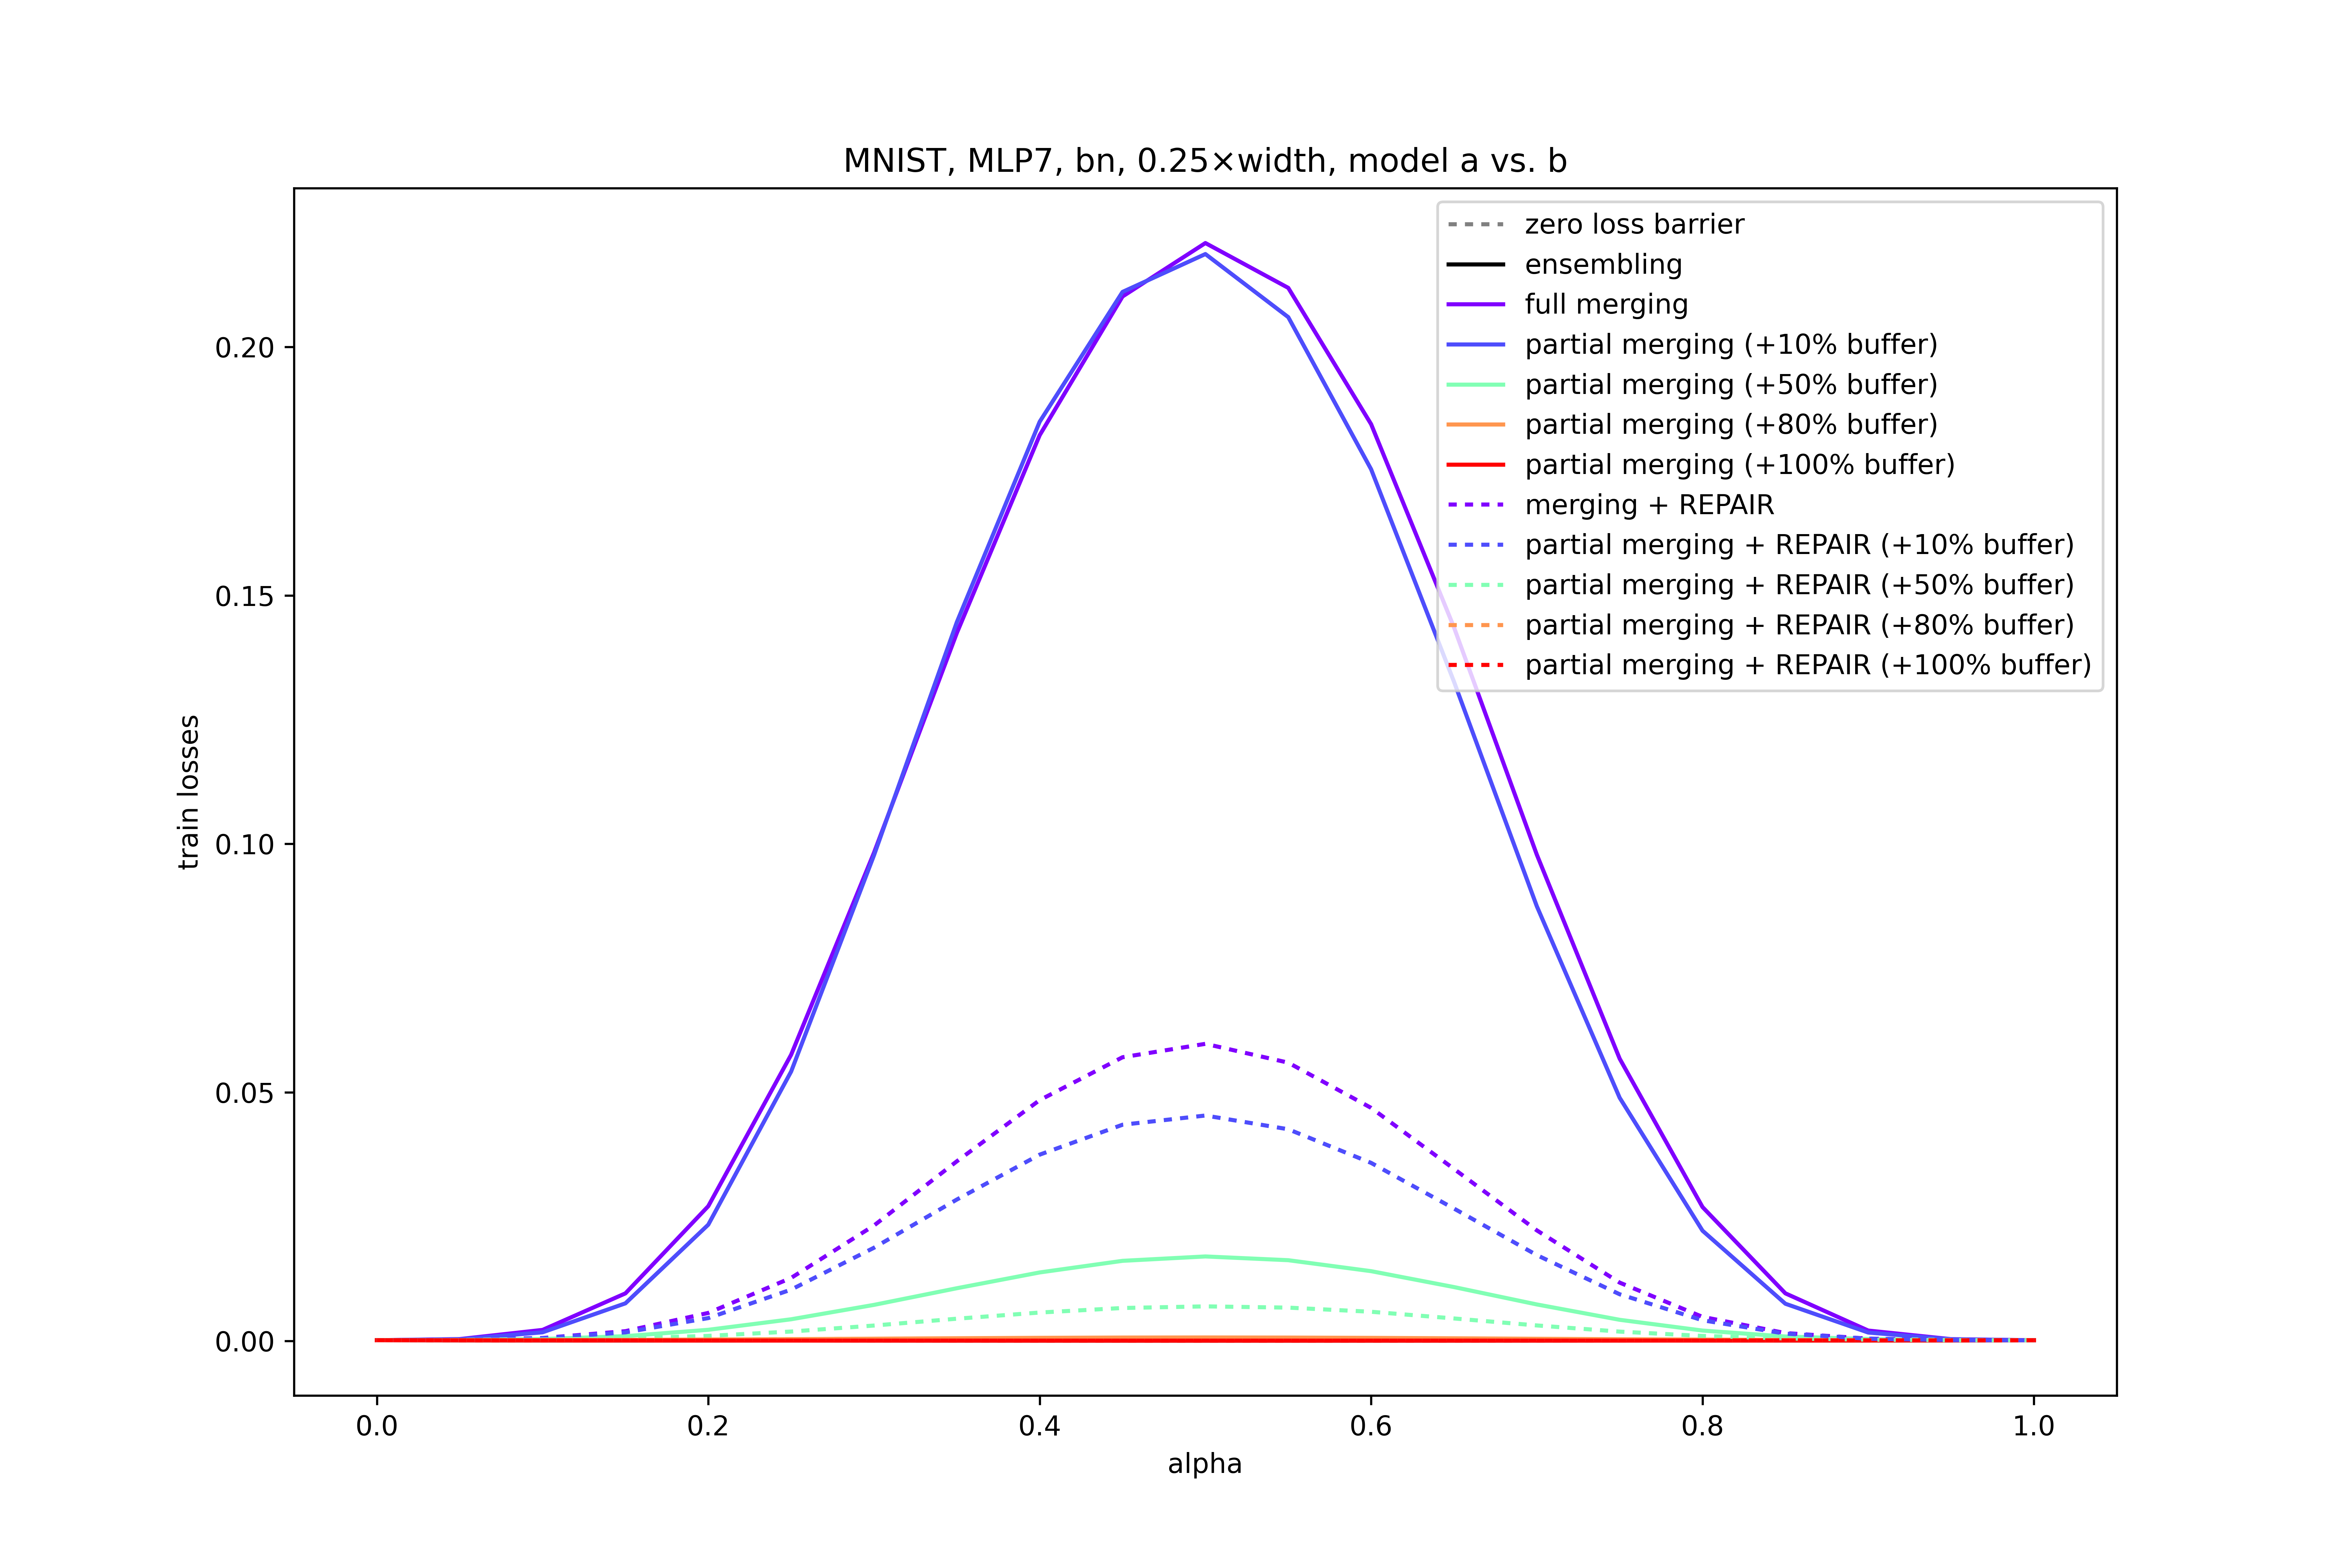 MNIST, MLP7, bn, 0.25×width, model a vs. b
zero loss barrier
ensembling
full merging
partial merging (+10% buffer)
partial merging (+50% buffer)
partial merging (+80% buffer)
partial merging (+100% buffer)
merging + REPAIR
partial merging + REPAIR (+10% buffer)
partial merging + REPAIR (+50% buffer)
partial merging + REPAIR (+80% buffer)
partial merging + REPAIR (+100% buffer)
train losses
0.20
0.15
0.10
0.05
0.00
0.0 0.2 0.4 0.6 0.8 1.0
alpha